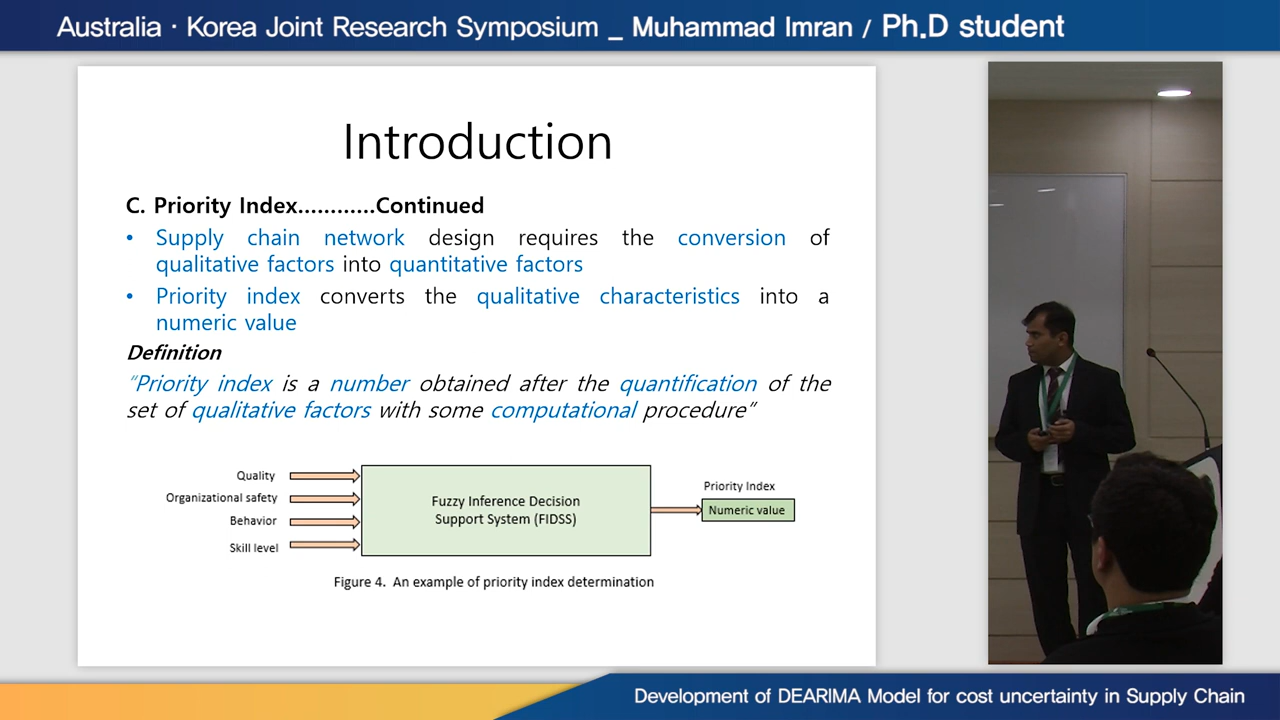 Australia · Korea Joint Research Symposium _ Muhammad Imran / Ph.D student
Introduction
C. Priority Index............Continued
• Supply chain network design requires the conversion of
qualitative factors into quantitative factors
• Priority index converts the qualitative characteristics into a
numeric value
Definition
“Priority index is a number obtained after the quantification of the
set of qualitative factors with some computational procedure”
Quality
Organizational safety
Behavior
Skill level
Fuzzy Inference Decision
Support System (FIDSS)
Priority Index
Numeric value
Figure 4. An example of priority index determination
Development of DEARIMA Model for cost uncertainty in Supply Chain